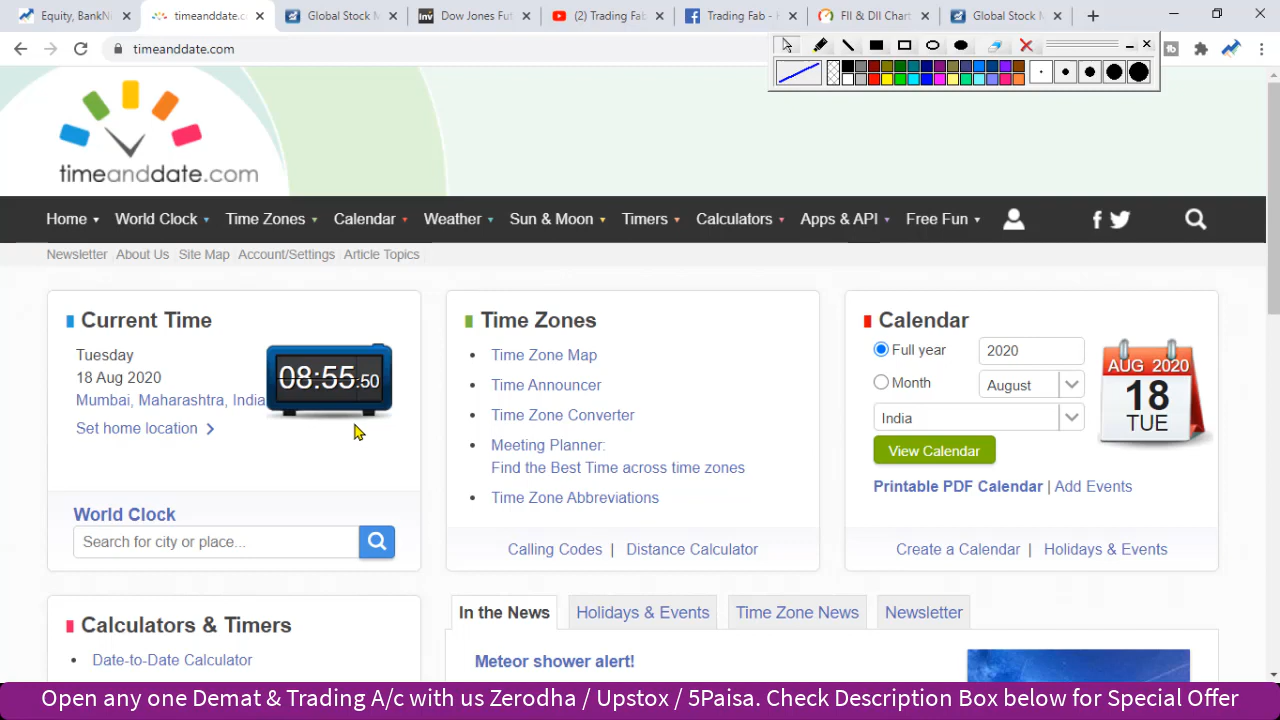 Equity, BankNi
timeanddate.c
Global Stock M
Dow Jones Fut
(2) Trading Fab
Trading Fab - H
FII & DII Chart
Global Stock M
timeanddate.com
timeanddate.com
Home World Clock Time Zones Calendar Weather Sun & Moon Timers Calculators Apps & API Free Fun
Newsletter About Us Site Map Account/Settings Article Topics
Current Time
Tuesday
18 Aug 2020
Mumbai, Maharashtra, India
Set home location
08:55:50
World Clock
Search for city or place...
Time Zones
Time Zone Map
Time Announcer
Time Zone Converter
Meeting Planner:
Find the Best Time across time zones
Time Zone Abbreviations
Calling Codes | Distance Calculator
Calendar
Full year 2020
Month August
India
View Calendar
AUG 2020
18
TUE
Printable PDF Calendar | Add Events
Create a Calendar | Holidays & Events
Calculators & Timers
Date-to-Date Calculator
In the News Holidays & Events Time Zone News Newsletter
Meteor shower alert!
Open any one Demat & Trading A/c with us Zerodha / Upstox / 5Paisa. Check Description Box below for Special Offer